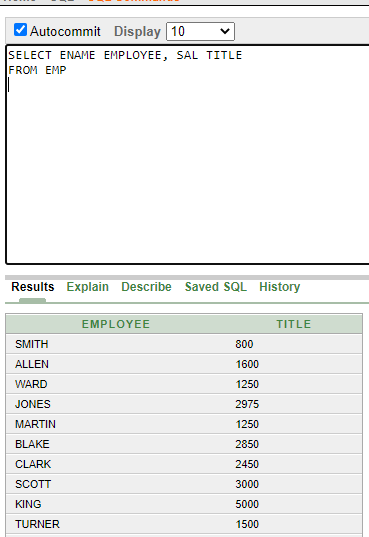 Autocommit Display 10
SELECT ENAME EMPLOYEE, SAL TITLE
FROM EMP
Results Explain Describe Saved SQL History
EMPLOYEE TITLE
SMITH 800
ALLEN 1600
WARD 1250
JONES 2975
MARTIN 1250
BLAKE 2850
CLARK 2450
SCOTT 3000
KING 5000
TURNER 1500